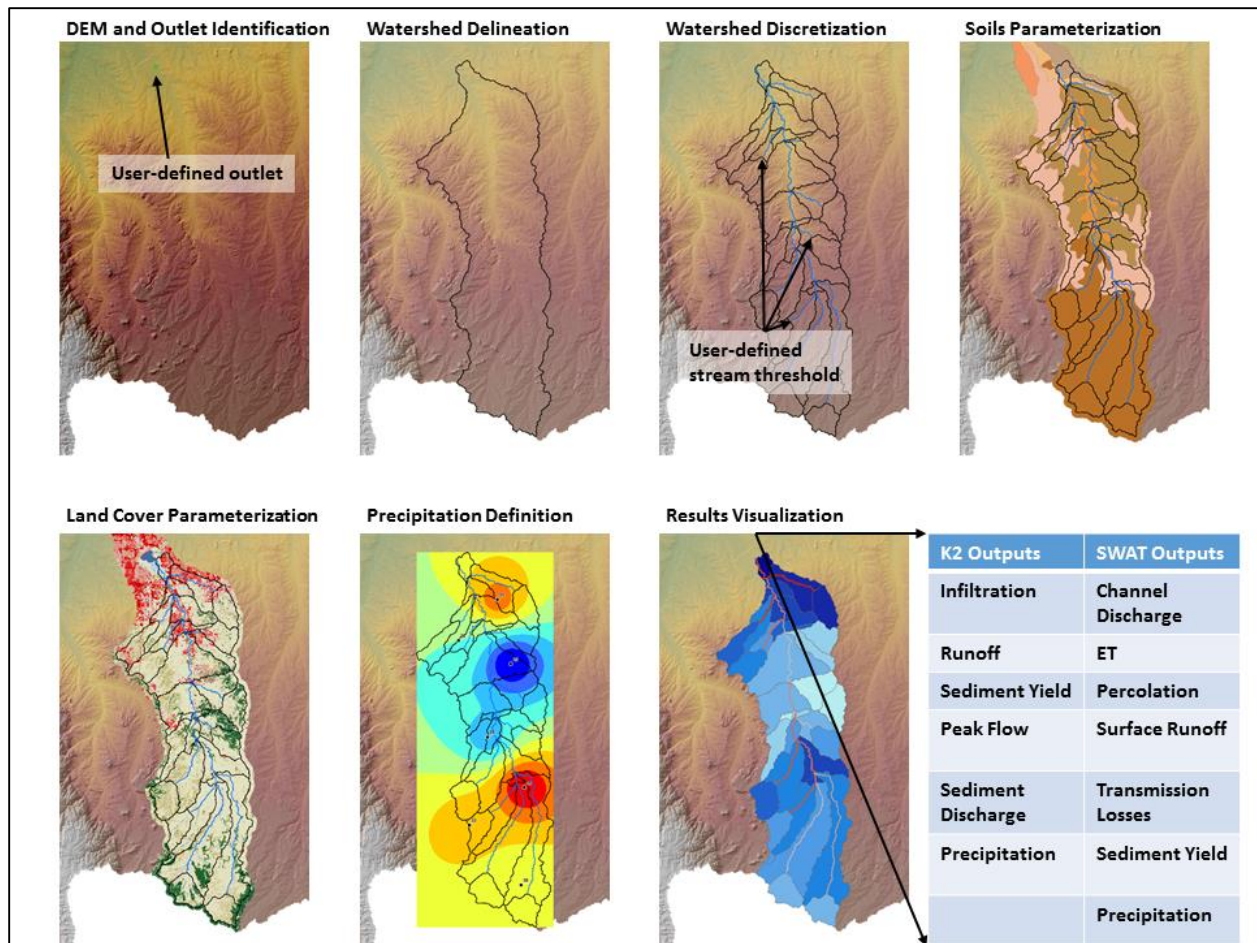 DEM and Outlet Identification
Watershed Delineation
Watershed Discretization
Soils Parameterization
User-defined outlet
User-defined
stream threshold
Land Cover Parameterization
Precipitation Definition
Results Visualization
K2 Outputs
SWAT Outputs
Infiltration
Channel
Discharge
Runoff
ET
Sediment Yield
Percolation
Peak Flow
Surface Runoff
Sediment
Discharge
Transmission
Losses
Precipitation
Sediment Yield
Precipitation